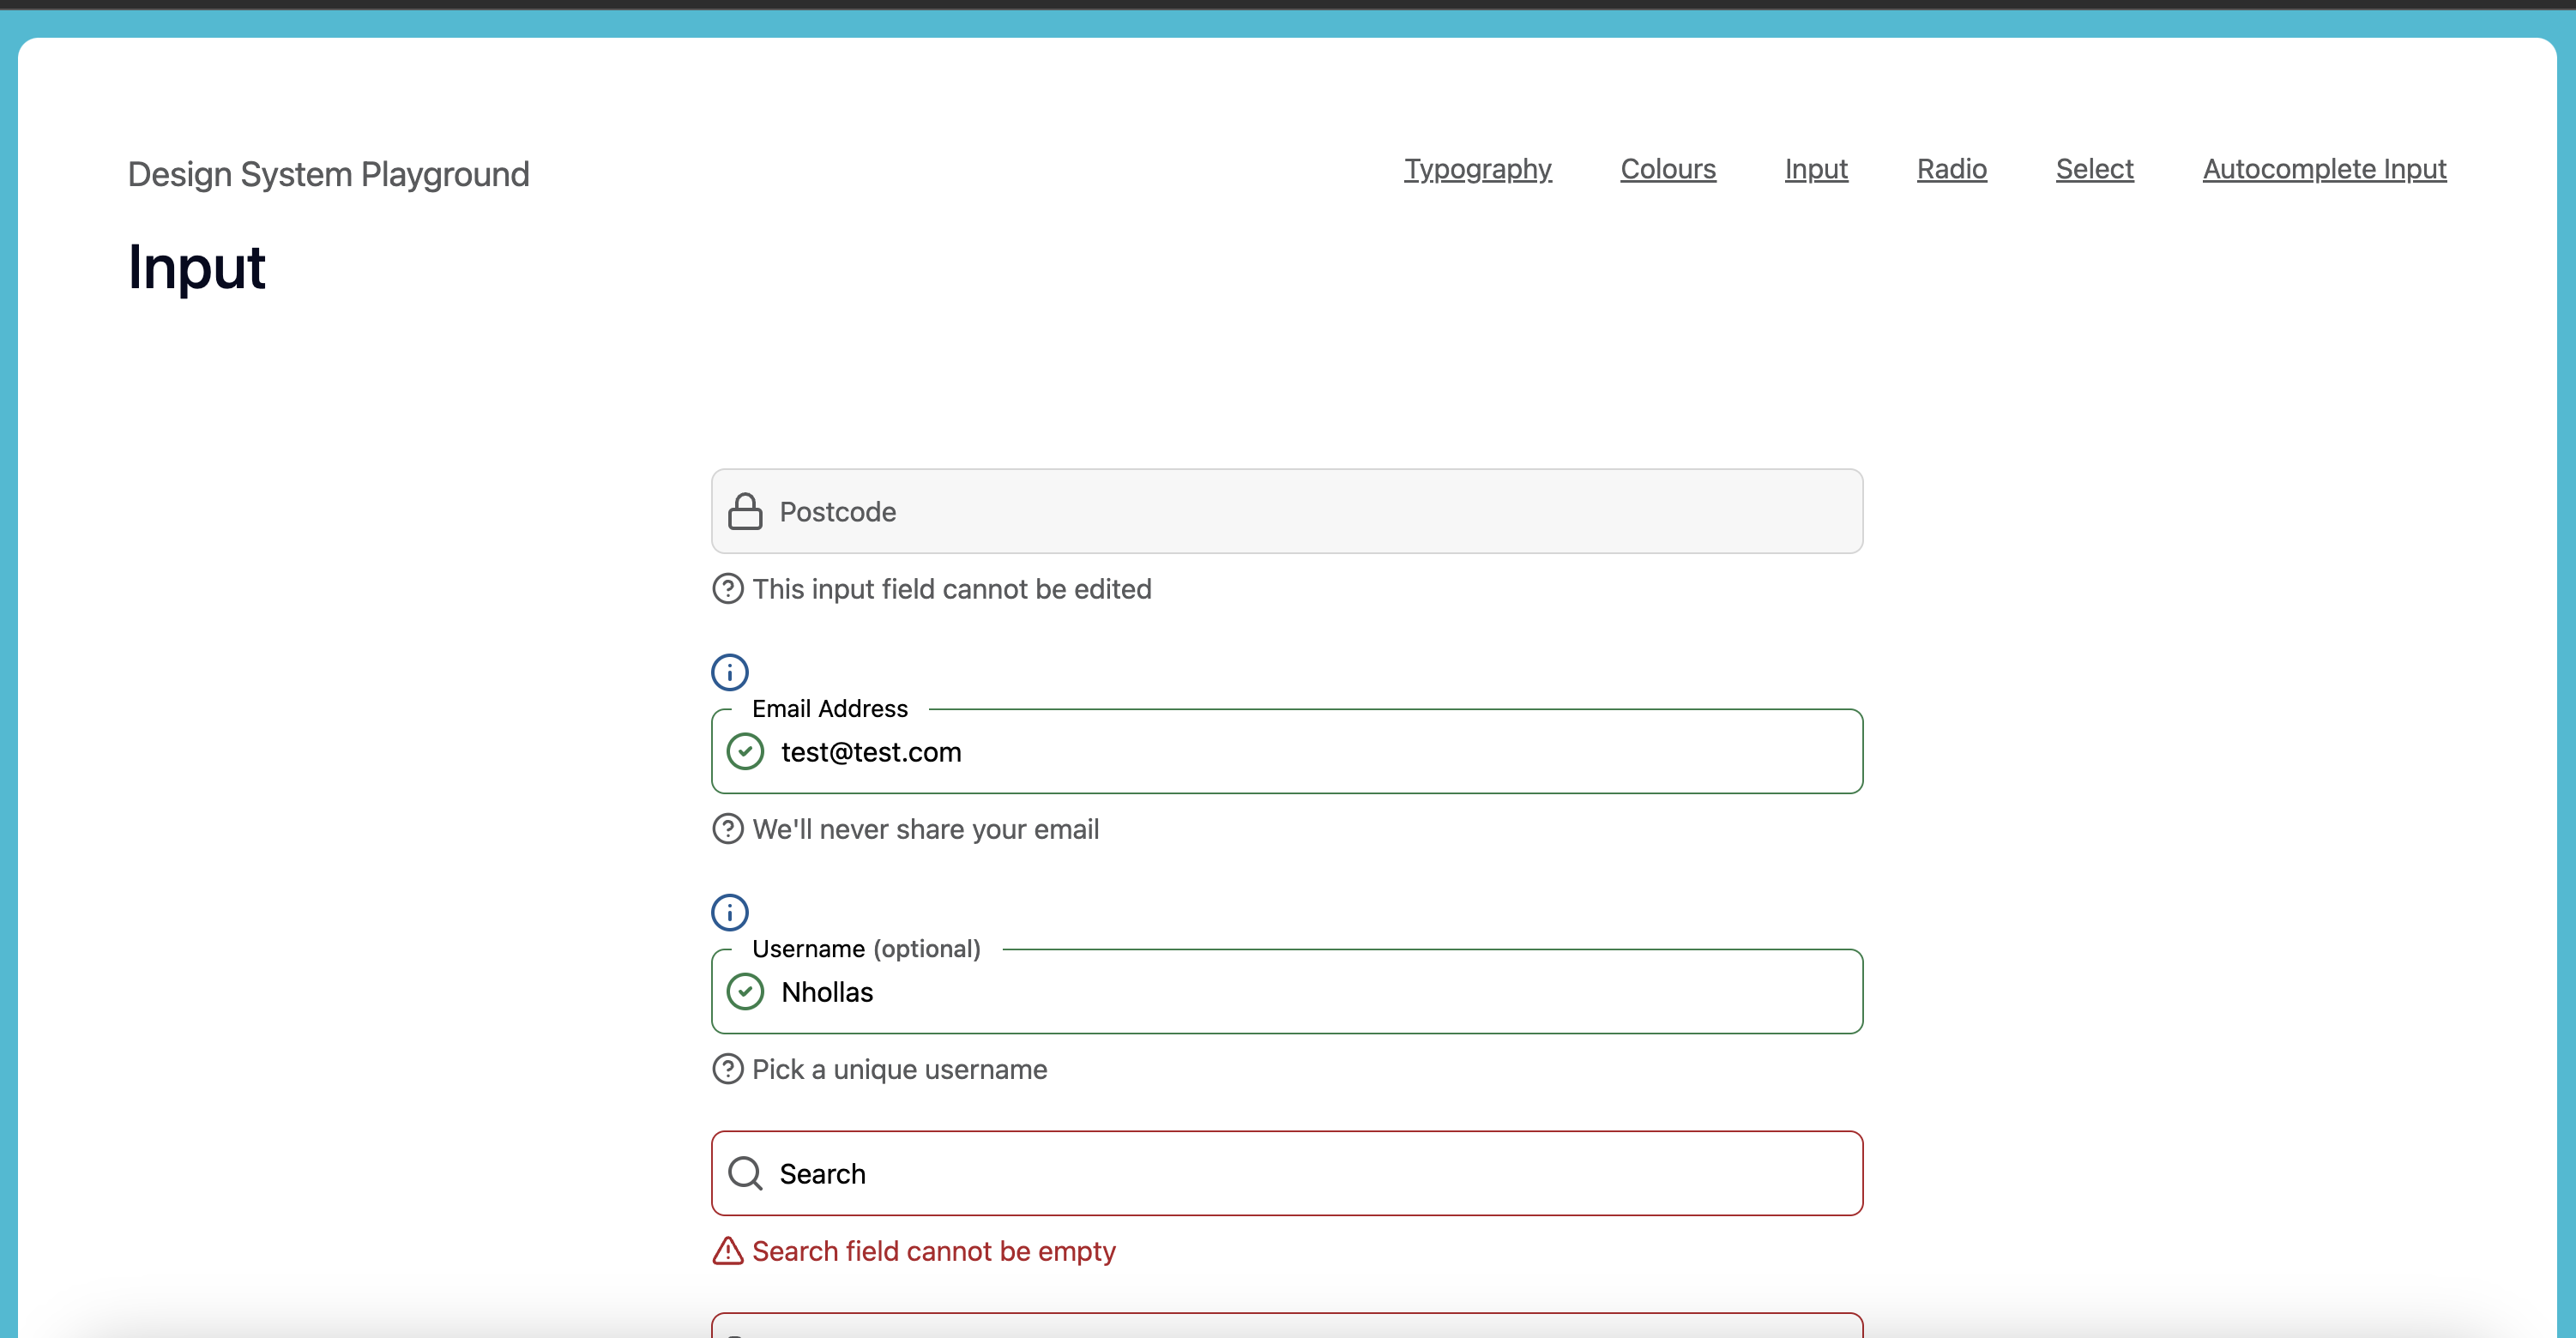 Design System Playground
Typography Colours Input Radio Select Autocomplete Input
Input
Postcode
This input field cannot be edited
Email Address
test@test.com
We'll never share your email
Username (optional)
Nhollas
Pick a unique username
Search
Search field cannot be empty